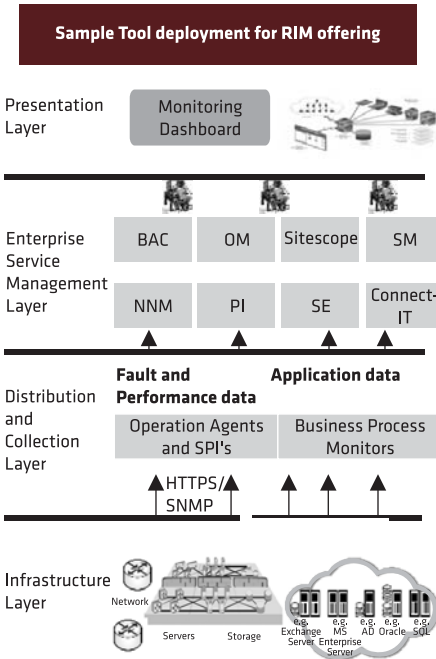 Sample Tool deployment for RIM offering
Presentation
Layer
Monitoring
Dashboard
Enterprise
Service
Management
Layer
BAC
OM
Sitescope
SM
NNM
PI
SE
Connect-
IT
Fault and
Performance data
Application data
Distribution
and
Collection
Layer
Operation Agents
and SPI's
Business Process
Monitors
HTTPS/
SNMP
Infrastructure
Layer
Network
Servers
Storage
e.g.
Exchange
Server
e.g.
MS
Enterprise
Server
e.g.
AD
e.g.
Oracle
e.g.
SQL